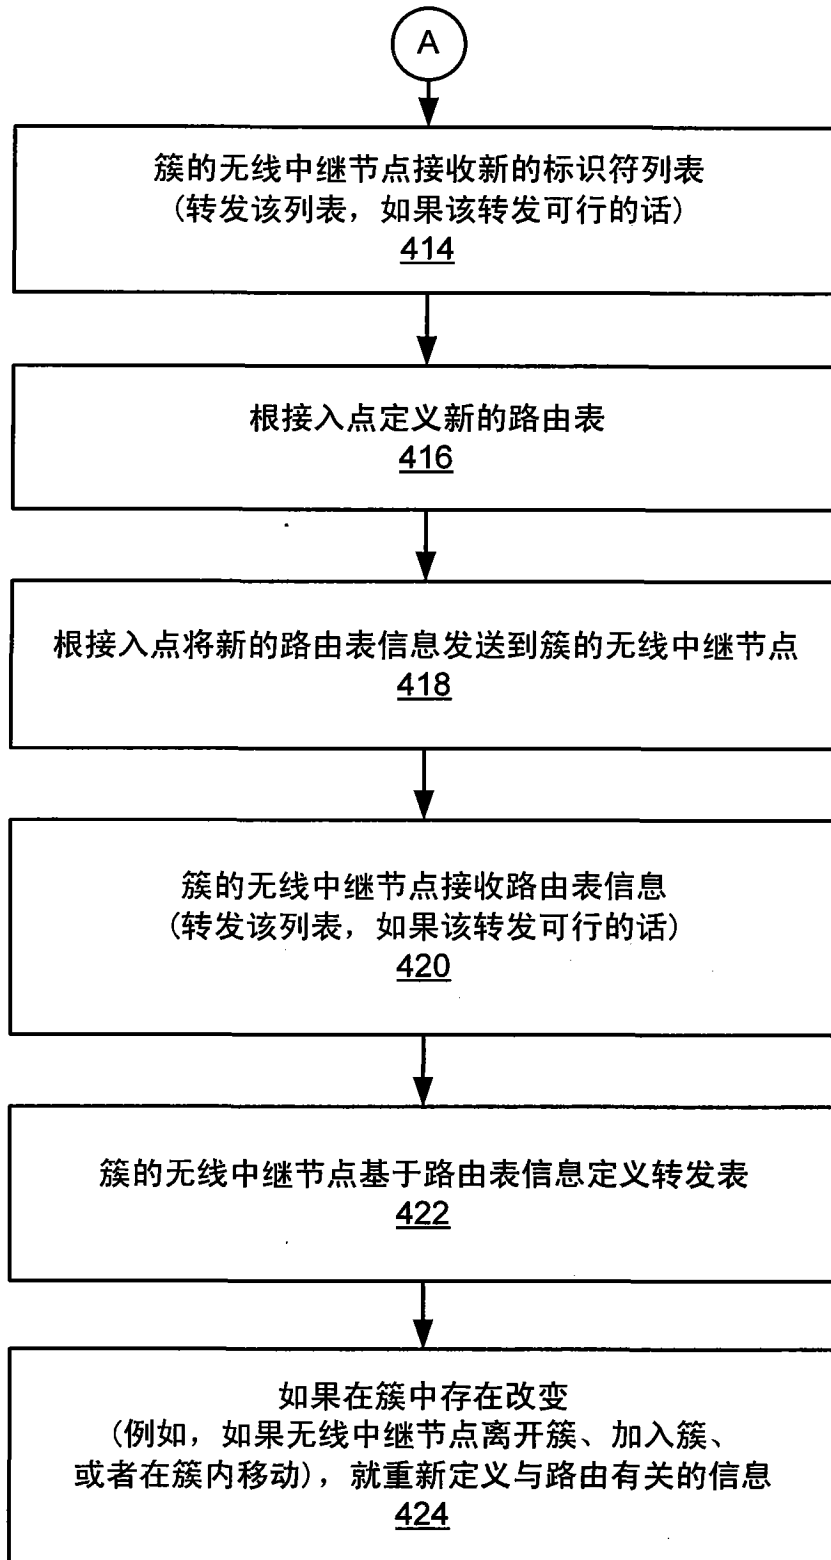 A
簇的无线中继节点接收新的标识符列表
(转发该列表，如果该转发可行的话)
414
根接入点定义新的路由表
416
根接入点将新的路由表信息发送到簇的无线中继节点
418
簇的无线中继节点接收路由表信息
(转发该列表，如果该转发可行的话)
420
簇的无线中继节点基于路由表信息定义转发表
422
如果在簇中存在改变
(例如，如果无线中继节点离开簇、加入簇、
或者在簇内移动)，就重新定义与路由有关的信息
424